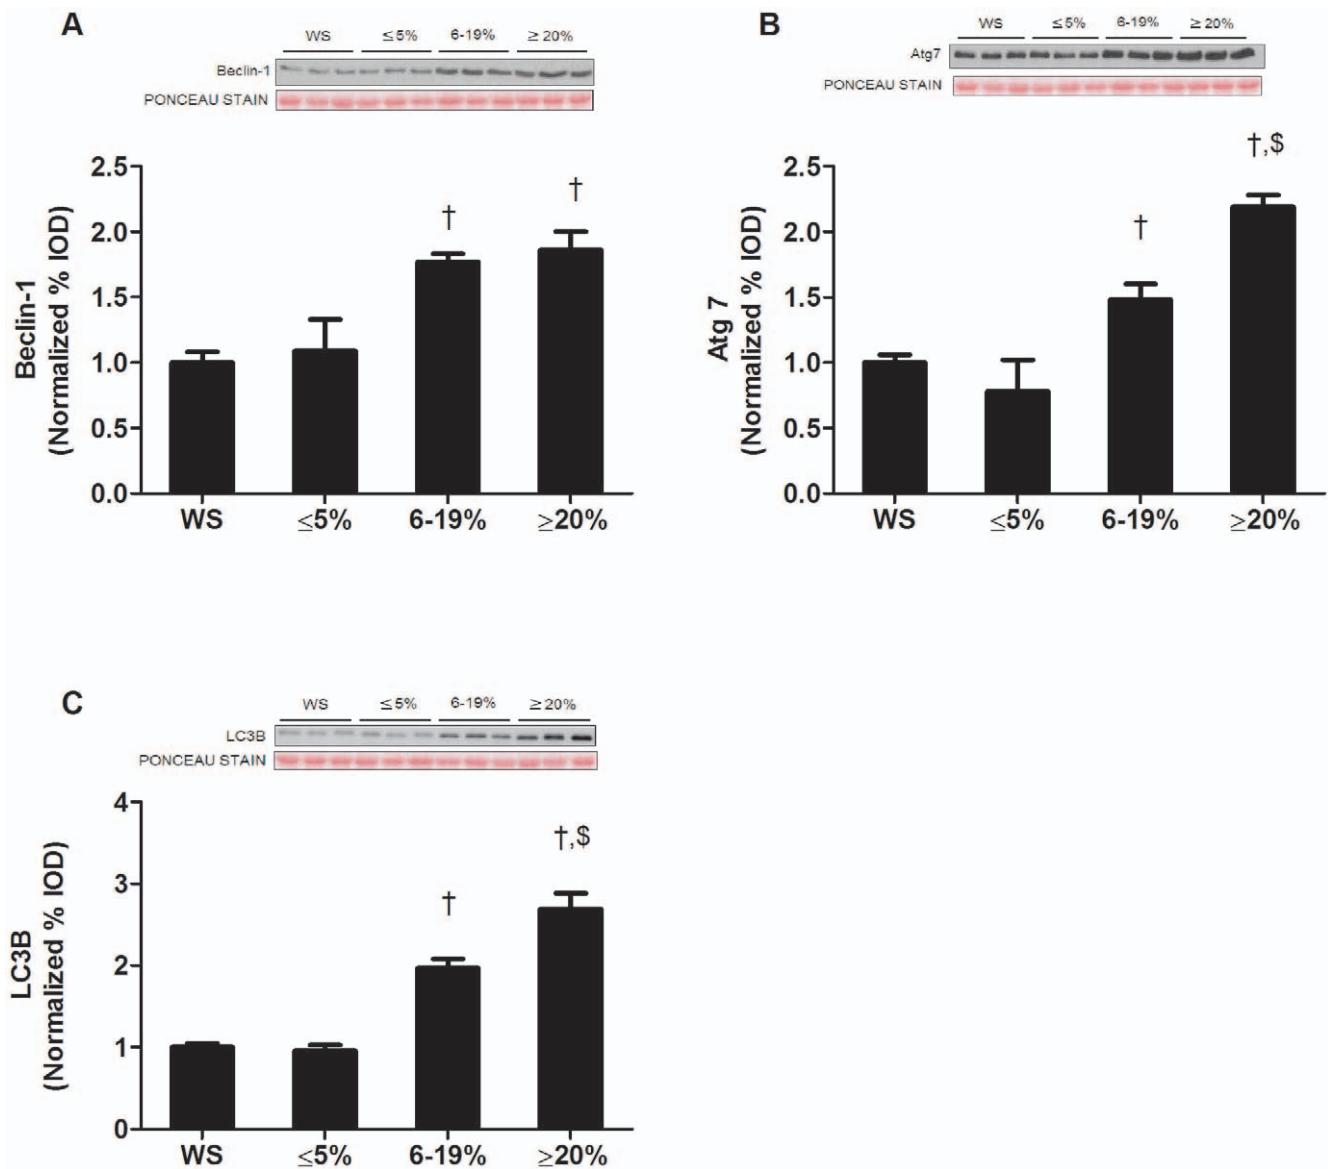 A
WS ≤5% 6-19% ≥20%
Beclin-1
PONCEAU STAIN
Beclin-1
(Normalized % IOD)
2.5
2.0
1.5
1.0
0.5
0.0
†
†
WS ≤5% 6-19% ≥20%
B
WS ≤5% 6-19% ≥20%
Atg7
PONCEAU STAIN
Atg 7
(Normalized % IOD)
2.5
2.0
1.5
1.0
0.5
0.0
†
†,$
WS ≤5% 6-19% ≥20%
C
WS ≤5% 6-19% ≥20%
LC3B
PONCEAU STAIN
LC3B
(Normalized % IOD)
4
3
2
1
0
†
†,$
WS ≤5% 6-19% ≥20%